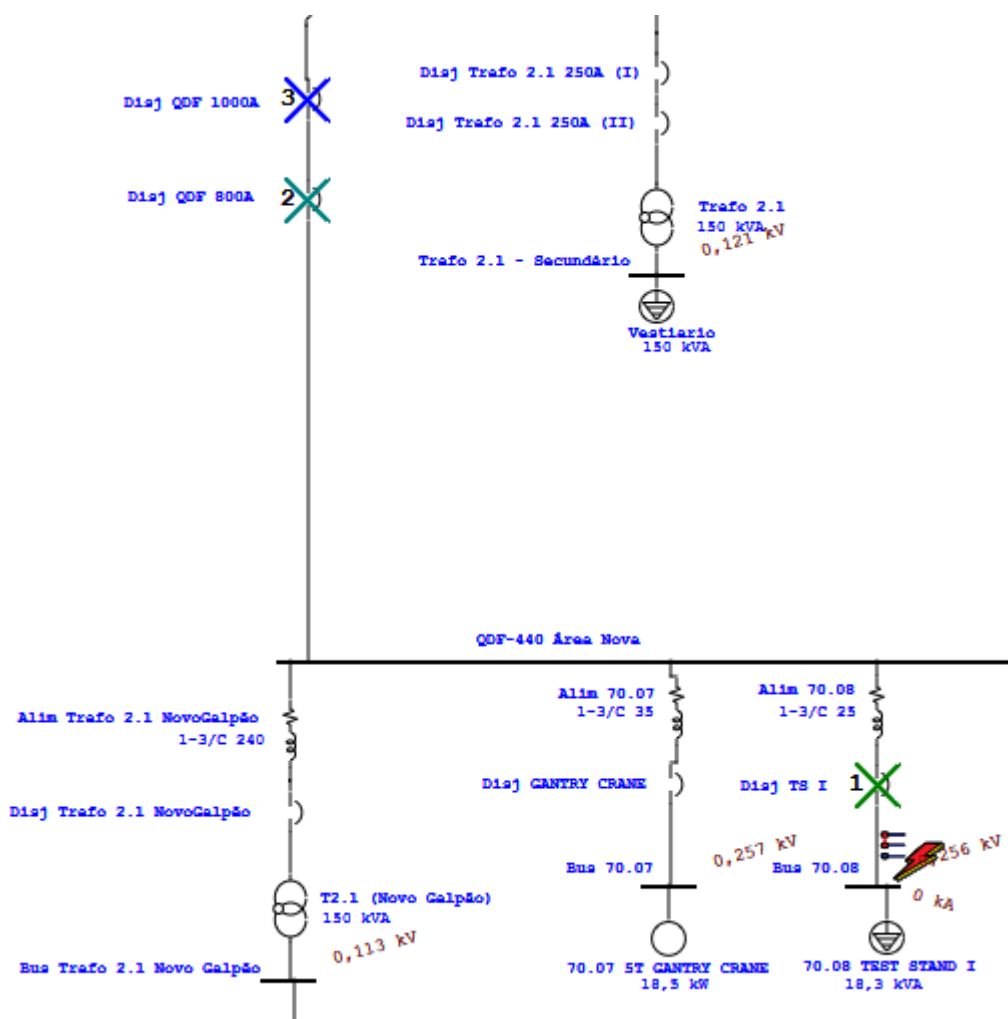 Disj Trafo 2.1 250A (I)
Disj QDF 1000A
3
Disj Trafo 2.1 250A (II)
Disj QDF 800A
2
Trafo 2.1
150 kVA
0,121 kV
Trafo 2.1 - Secundário
Vestiario
150 kVA
QDF-440 Área Nova
Alim Trafo 2.1 NovoGalpão
1-3/C 240
Alim 70.07
1-3/C 35
Alim 70.08
1-3/C 25
Disj Trafo 2.1 NovoGalpão
Disj GANTRY CRANE
Disj TS I
1
T2.1 (Novo Galpão)
150 kVA
0,113 kV
Bus Trafo 2.1 Novo Galpão
Bus 70.07
0,257 kV
70.07 5T GANTRY CRANE
18,5 kW
Bus 70.08
256 kV
0 kA
70.08 TEST STAND I
18,3 kVA